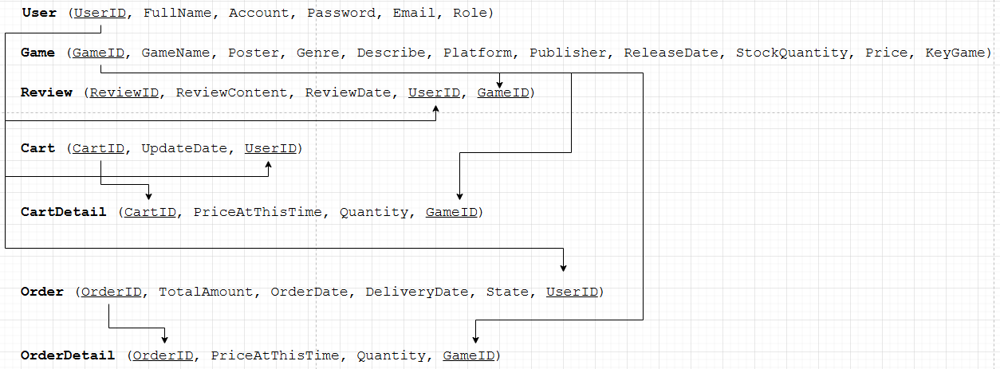 User (UserID, FullName, Account, Password, Email, Role)
Game (GameID, GameName, Poster, Genre, Describe, Platform, Publisher, ReleaseDate, StockQuantity, Price, KeyGame)
Review (ReviewID, ReviewContent, ReviewDate, UserID, GameID)
Cart (CartID, UpdateDate, UserID)
CartDetail (CartID, PriceAtThisTime, Quantity, GameID)
Order (OrderID, TotalAmount, OrderDate, DeliveryDate, State, UserID)
OrderDetail (OrderID, PriceAtThisTime, Quantity, GameID)